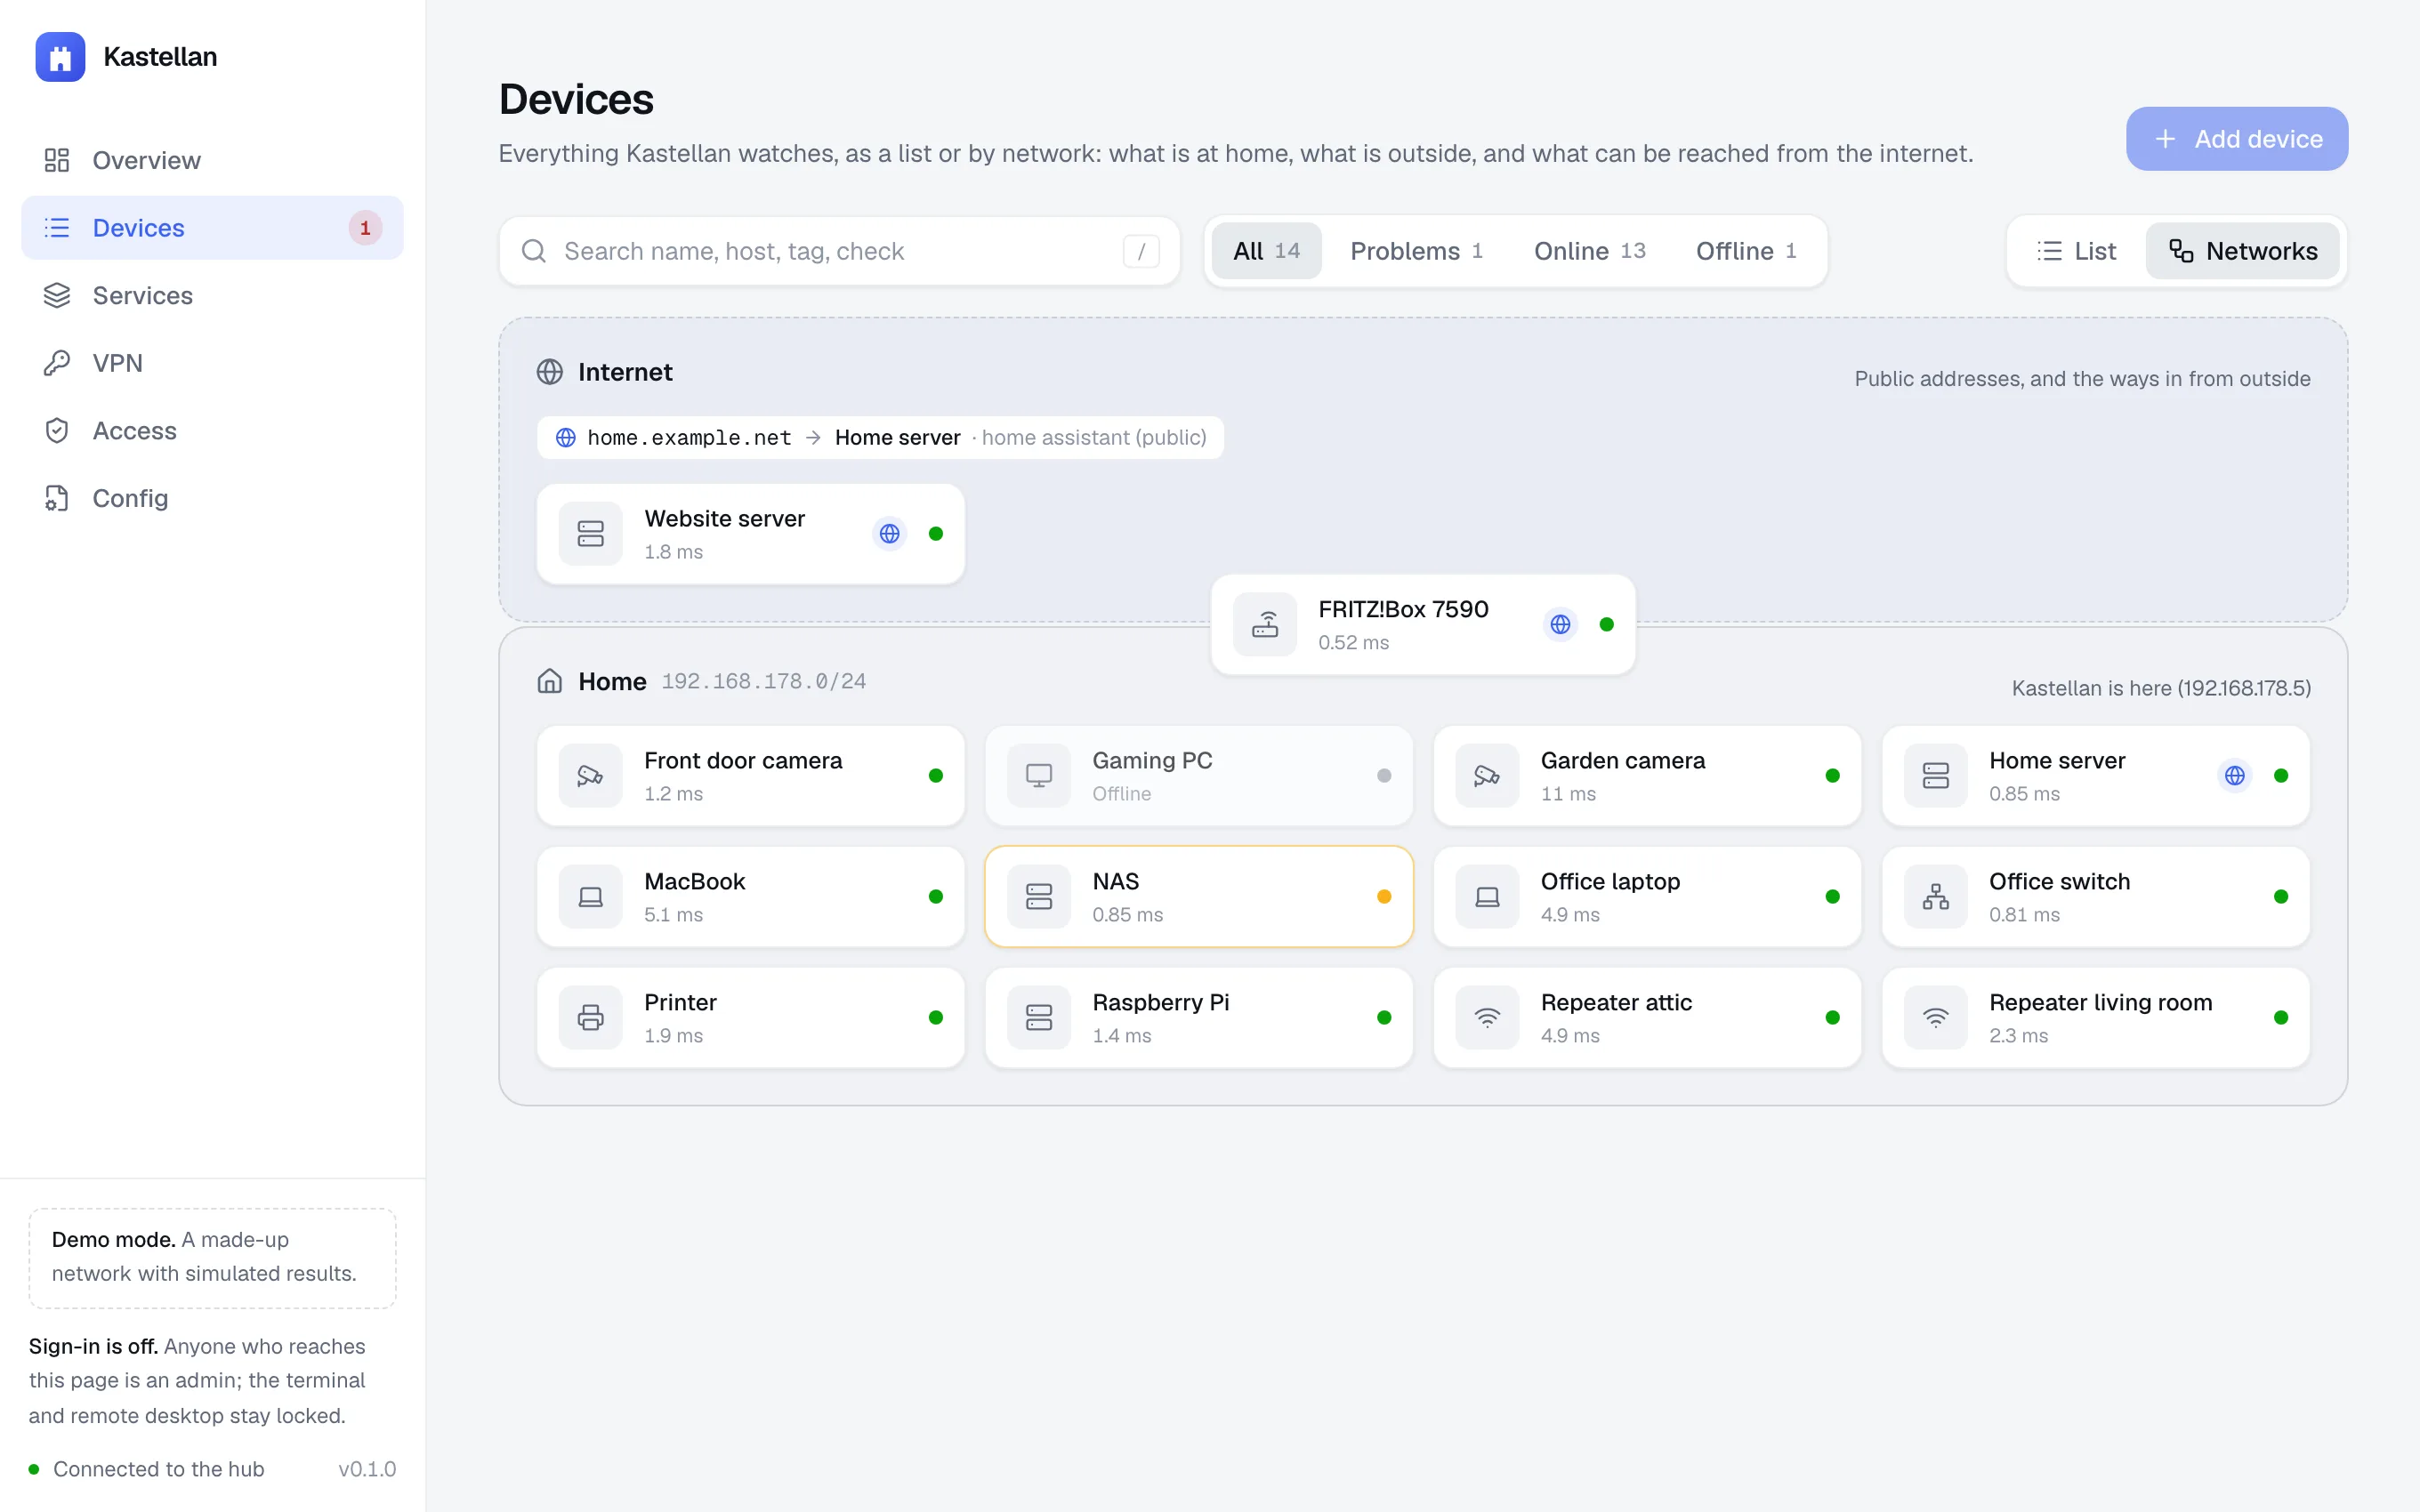 Kastellan
Overview
Devices 1
Services
VPN
Access
Config
Demo mode. A made-up
network with simulated results.
Sign-in is off. Anyone who reaches
this page is an admin; the terminal
and remote desktop stay locked.
Connected to the hub v0.1.0
Devices
Everything Kastellan watches, as a list or by network: what is at home, what is outside, and what can be reached from the internet.
+ Add device
Search name, host, tag, check /
All 14 Problems 1 Online 13 Offline 1
List Networks
Internet
Public addresses, and the ways in from outside
home.example.net → Home server · home assistant (public)
Website server
1.8 ms
FRITZ!Box 7590
0.52 ms
Home 192.168.178.0/24
Kastellan is here (192.168.178.5)
Front door camera
1.2 ms
Gaming PC
Offline
Garden camera
11 ms
Home server
0.85 ms
MacBook
5.1 ms
NAS
0.85 ms
Office laptop
4.9 ms
Office switch
0.81 ms
Printer
1.9 ms
Raspberry Pi
1.4 ms
Repeater attic
4.9 ms
Repeater living room
2.3 ms